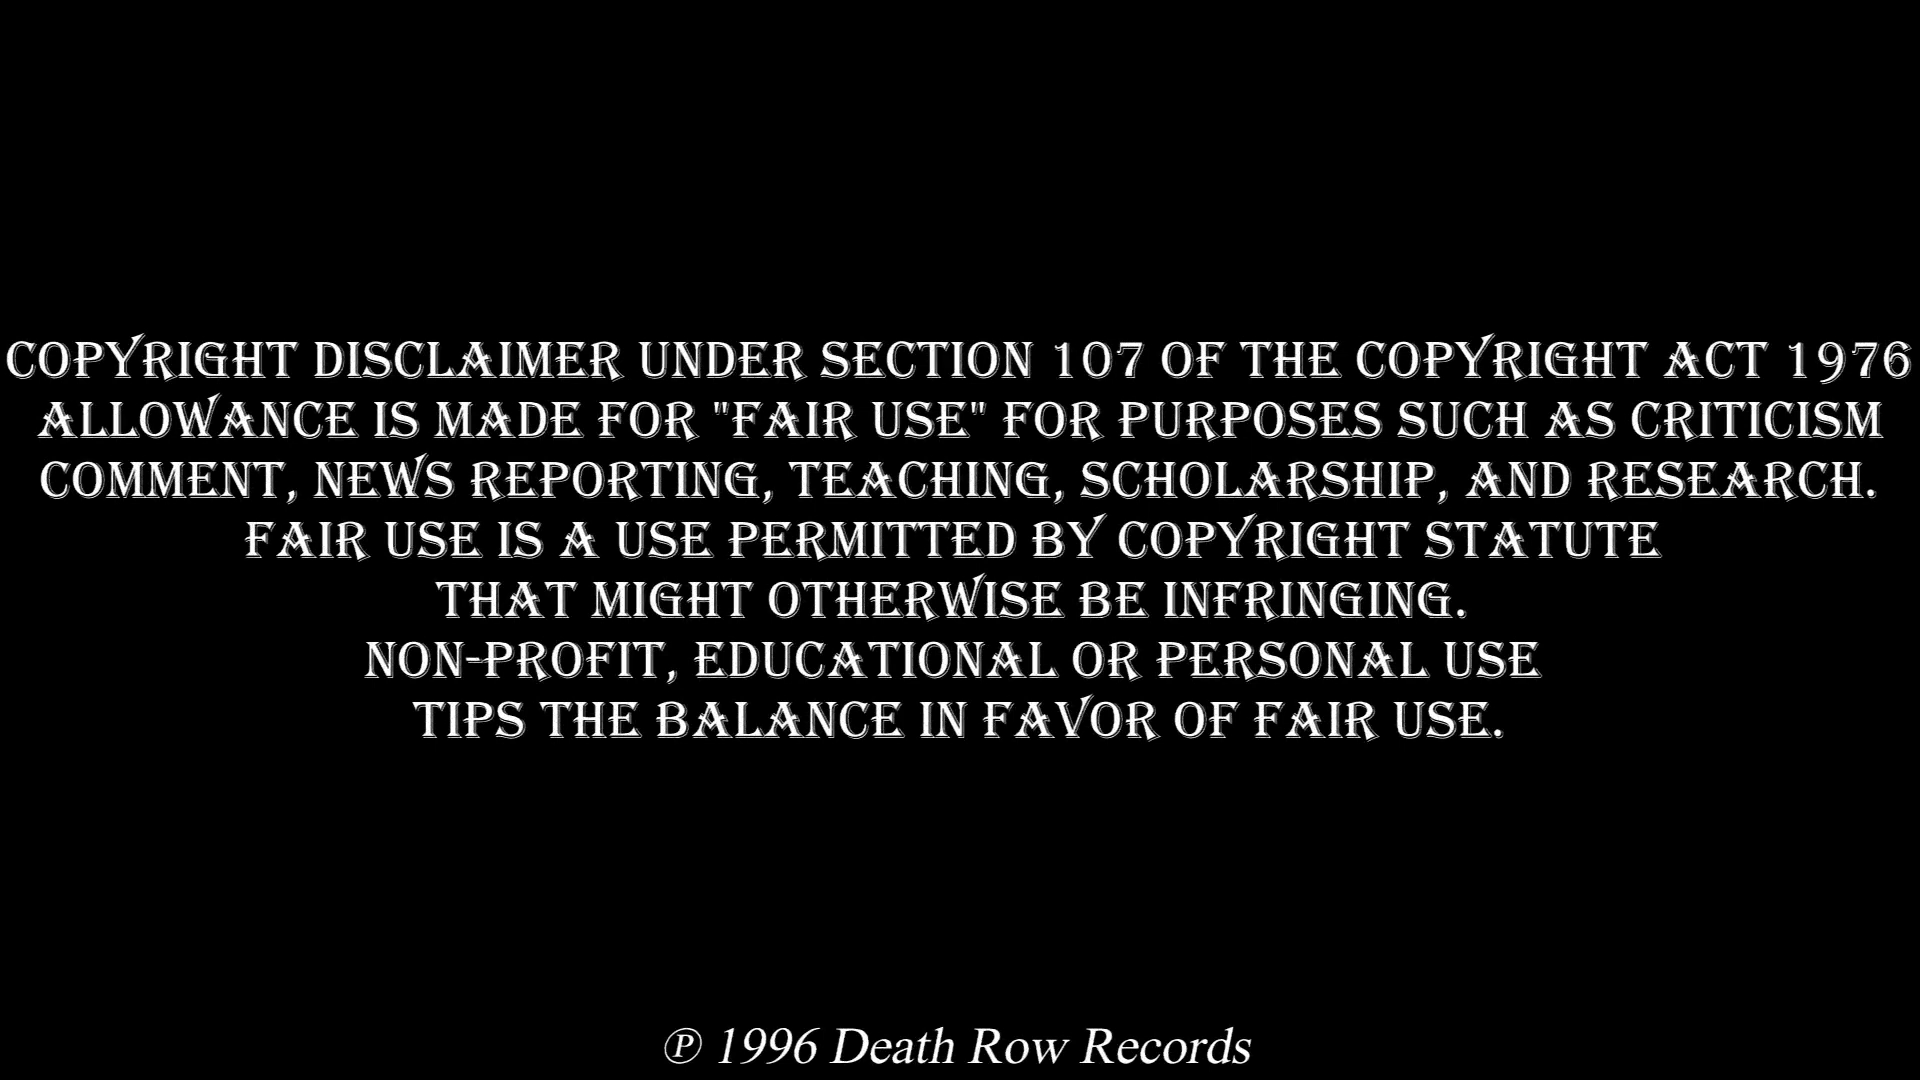 COPYRIGHT DISCLAIMER UNDER SECTION 107 OF THE COPYRIGHT ACT 1976
ALLOWANCE IS MADE FOR "FAIR USE" FOR PURPOSES SUCH AS CRITICISM
COMMENT, NEWS REPORTING, TEACHING, SCHOLARSHIP, AND RESEARCH.
FAIR USE IS A USE PERMITTED BY COPYRIGHT STATUTE
THAT MIGHT OTHERWISE BE INFRINGING.
NON-PROFIT, EDUCATIONAL OR PERSONAL USE
TIPS THE BALANCE IN FAVOR OF FAIR USE.
℗ 1996 Death Row Records